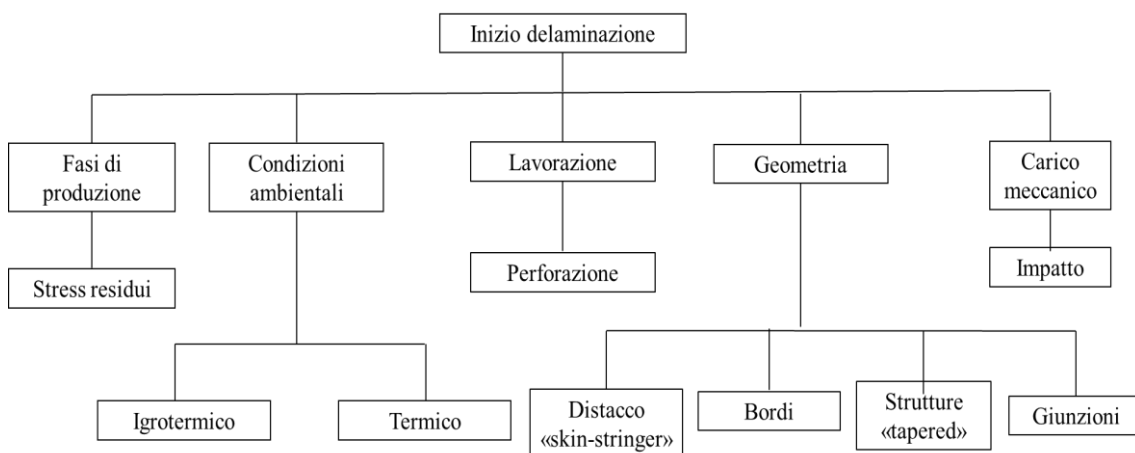 Inizio delaminazione
Fasi di
produzione
Condizioni
ambientali
Lavorazione
Geometria
Carico
meccanico
Stress residui
Perforazione
Impatto
Igrotermico
Termico
Distacco
«skin-stringer»
Bordi
Strutture
«tapered»
Giunzioni